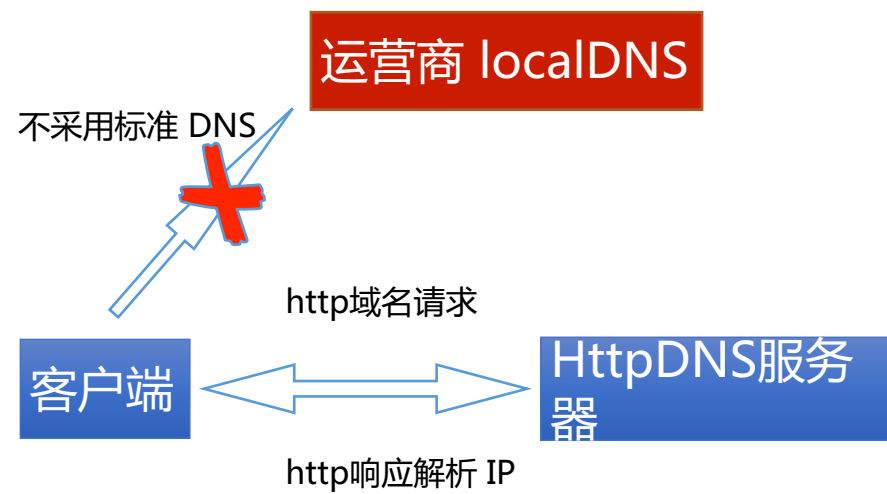 运营商 localDNS
不采用标准 DNS
http域名请求
客户端
HttpDNS服务
器
http响应解析 IP